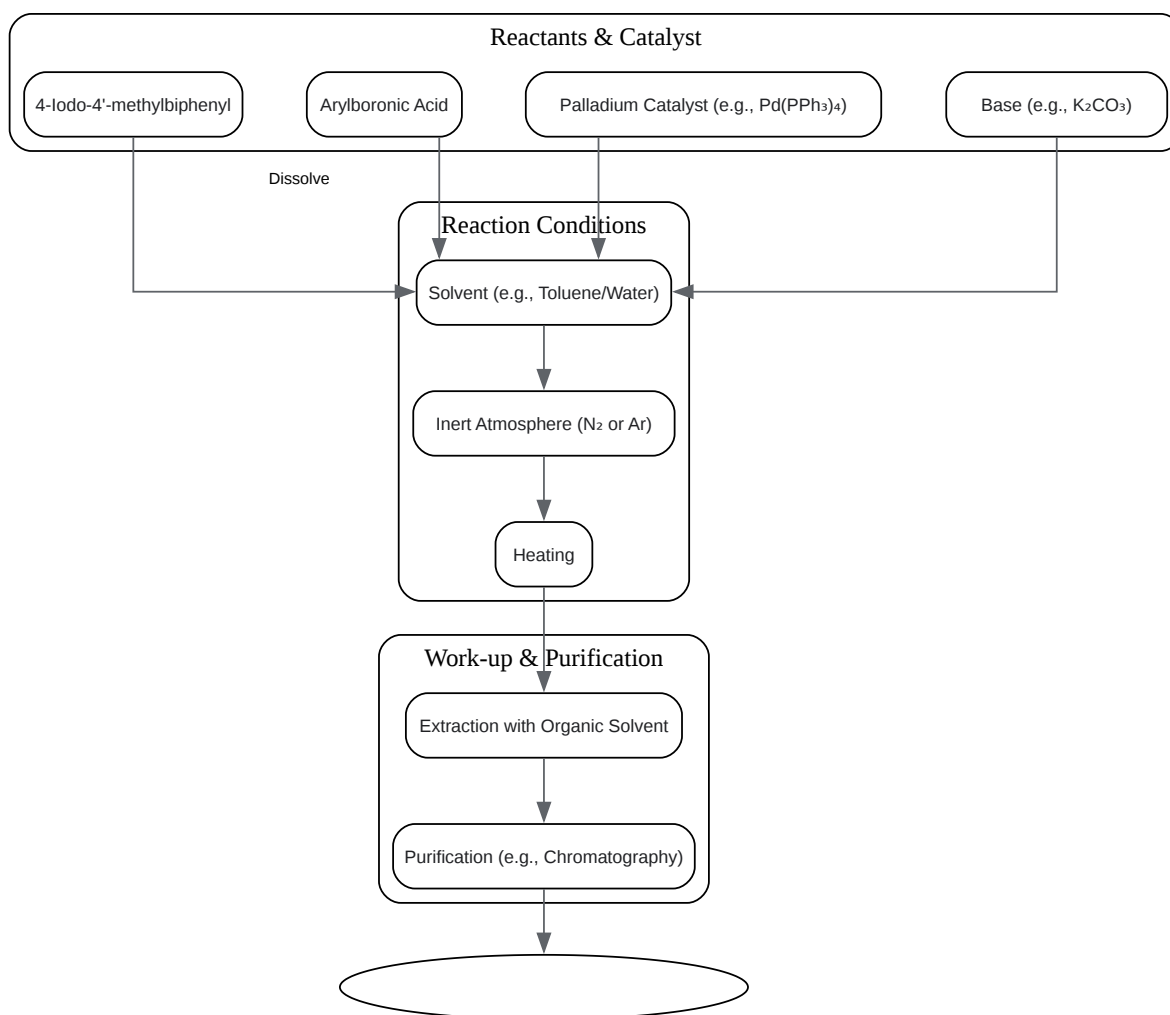 Reactants & Catalyst
4-Iodo-4'-methylbiphenyl
Arylboronic Acid
Palladium Catalyst (e.g., Pd(PPh₃)₄)
Base (e.g., K₂CO₃)
Dissolve
Reaction Conditions
Solvent (e.g., Toluene/Water)
Inert Atmosphere (N₂ or Ar)
Heating
Work-up & Purification
Extraction with Organic Solvent
Purification (e.g., Chromatography)